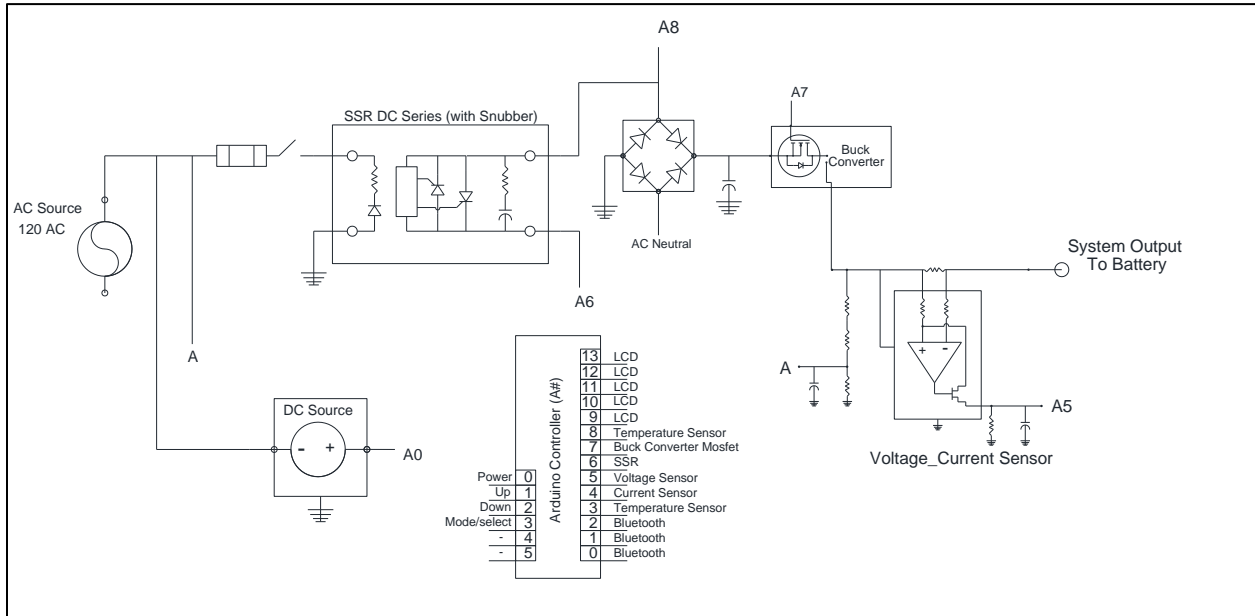 A8
SSR DC Series (with Snubber)
A7
Buck
Converter
AC Source
120 AC
AC Neutral
System Output
To Battery
A6
A
A
+ -
A5
Voltage_Current Sensor
DC Source
- +
A0
Arduino Controller (A#)
13 LCD
12 LCD
11 LCD
10 LCD
9 LCD
8 Temperature Sensor
7 Buck Converter Mosfet
6 SSR
Power 0 5 Voltage Sensor
Up 1 4 Current Sensor
Down 2 3 Temperature Sensor
Mode/select 3 2 Bluetooth
- 4 1 Bluetooth
- 5 0 Bluetooth